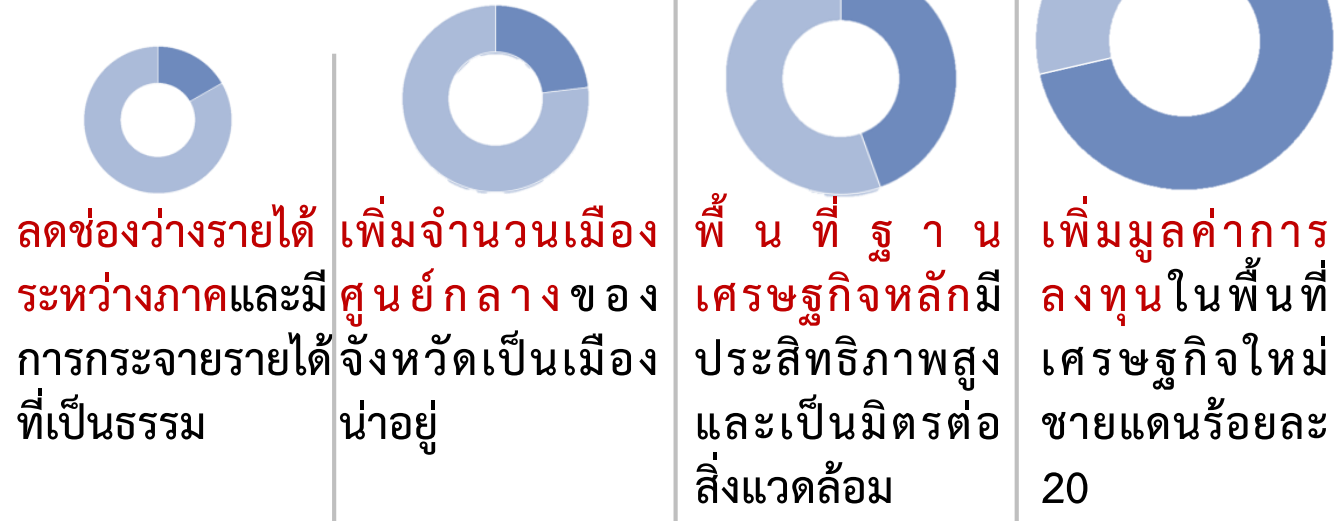 ลดช่องว่างรายได้
ระหว่างภาคและมี
การกระจายรายได้
ที่เป็นธรรม
เพิ่มจำนวนเมือง
ศูนย์กลางของ
จังหวัดเป็นเมือง
น่าอยู่
พื้นที่ฐาน
เศรษฐกิจหลักมี
ประสิทธิภาพสูง
และเป็นมิตรต่อ
สิ่งแวดล้อม
เพิ่มมูลค่าการ
ลงทุนในพื้นที่
เศรษฐกิจใหม่
ชายแดนร้อยละ
20